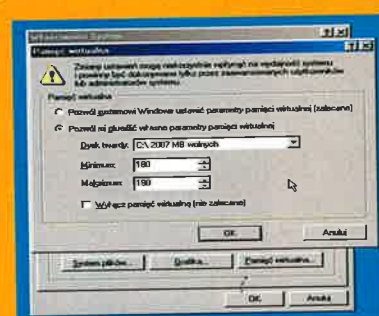 Właściwości: System
Pamięć wirtualna
Zmiany ustawień mogą niekorzystnie wpłynąć na wydajność systemu
i powinny być dokonywane tylko przez zaawansowanych użytkowników
lub administratorów systemu.
Pamięć wirtualna
Pozwól systemowi Windows ustawić parametry pamięci wirtualnej (zalecane)
Pozwól mi określić własne parametry pamięci wirtualnej
Dysk twardy: C:\ 2007 MB wolnych
Minimum: 180
Maksimum: 190
Wyłącz pamięć wirtualną (nie zalecane)
OK Anuluj
System plików... Grafika... Pamięć wirtualna...
OK Anuluj